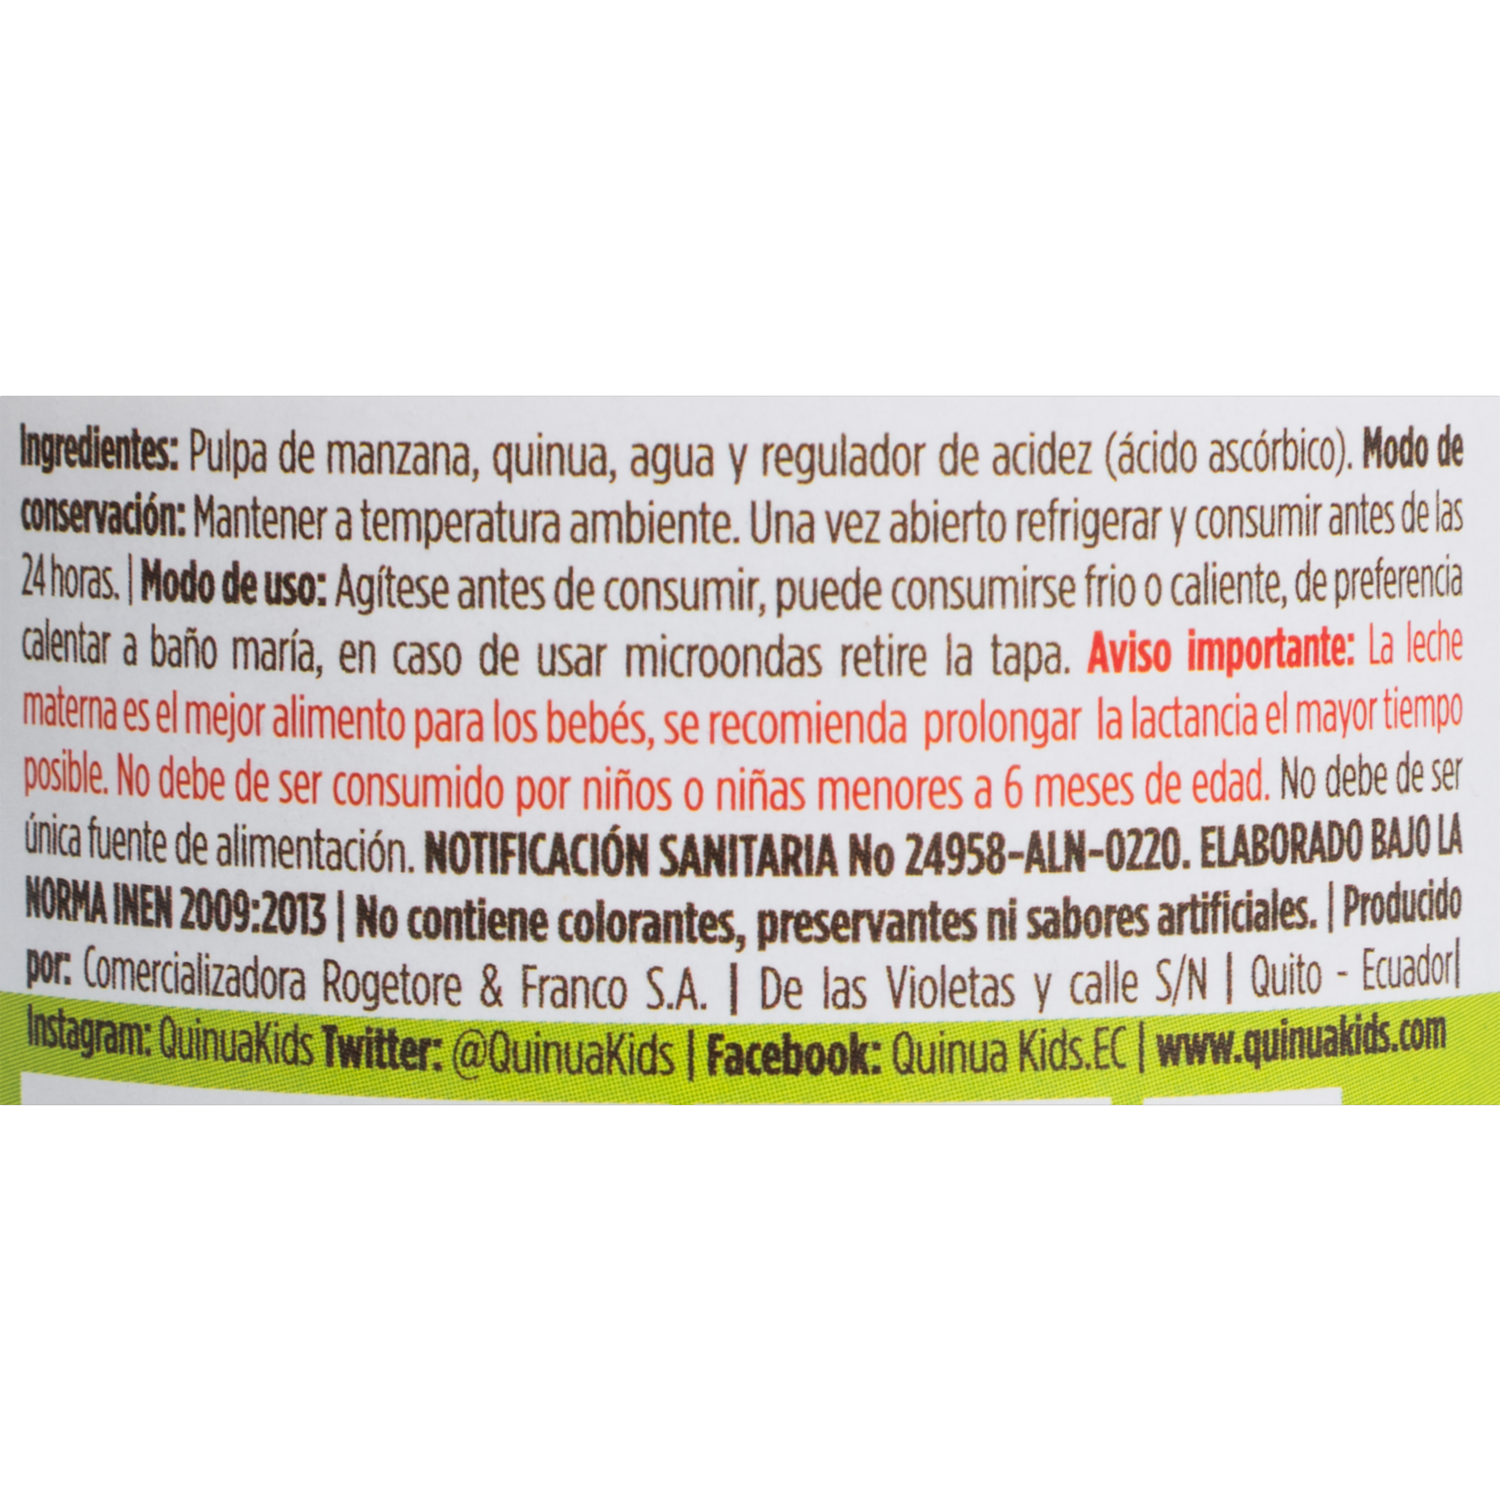 Ingredientes: Pulpa de manzana, quinua, agua y regulador de acidez (ácido ascórbico). Modo de
conservación: Mantener a temperatura ambiente. Una vez abierto refrigerar y consumir antes de las
24 horas. | Modo de uso: Agítese antes de consumir, puede consumirse frio o caliente, de preferencia
calentar a baño maría, en caso de usar microondas retire la tapa. Aviso importante: La leche
materna es el mejor alimento para los bebés, se recomienda prolongar la lactancia el mayor tiempo
posible. No debe de ser consumido por niños o niñas menores a 6 meses de edad. No debe de ser
única fuente de alimentación. NOTIFICACIÓN SANITARIA No 24958-ALN-0220. ELABORADO BAJO LA
NORMA INEN 2009:2013 | No contiene colorantes, preservantes ni sabores artificiales. | Producido
por: Comercializadora Rogetore & Franco S.A. | De las Violetas y calle S/N | Quito - Ecuador|
Instagram: QuinuaKids Twitter: @QuinuaKids | Facebook: Quinua Kids.EC | www.quinuakids.com